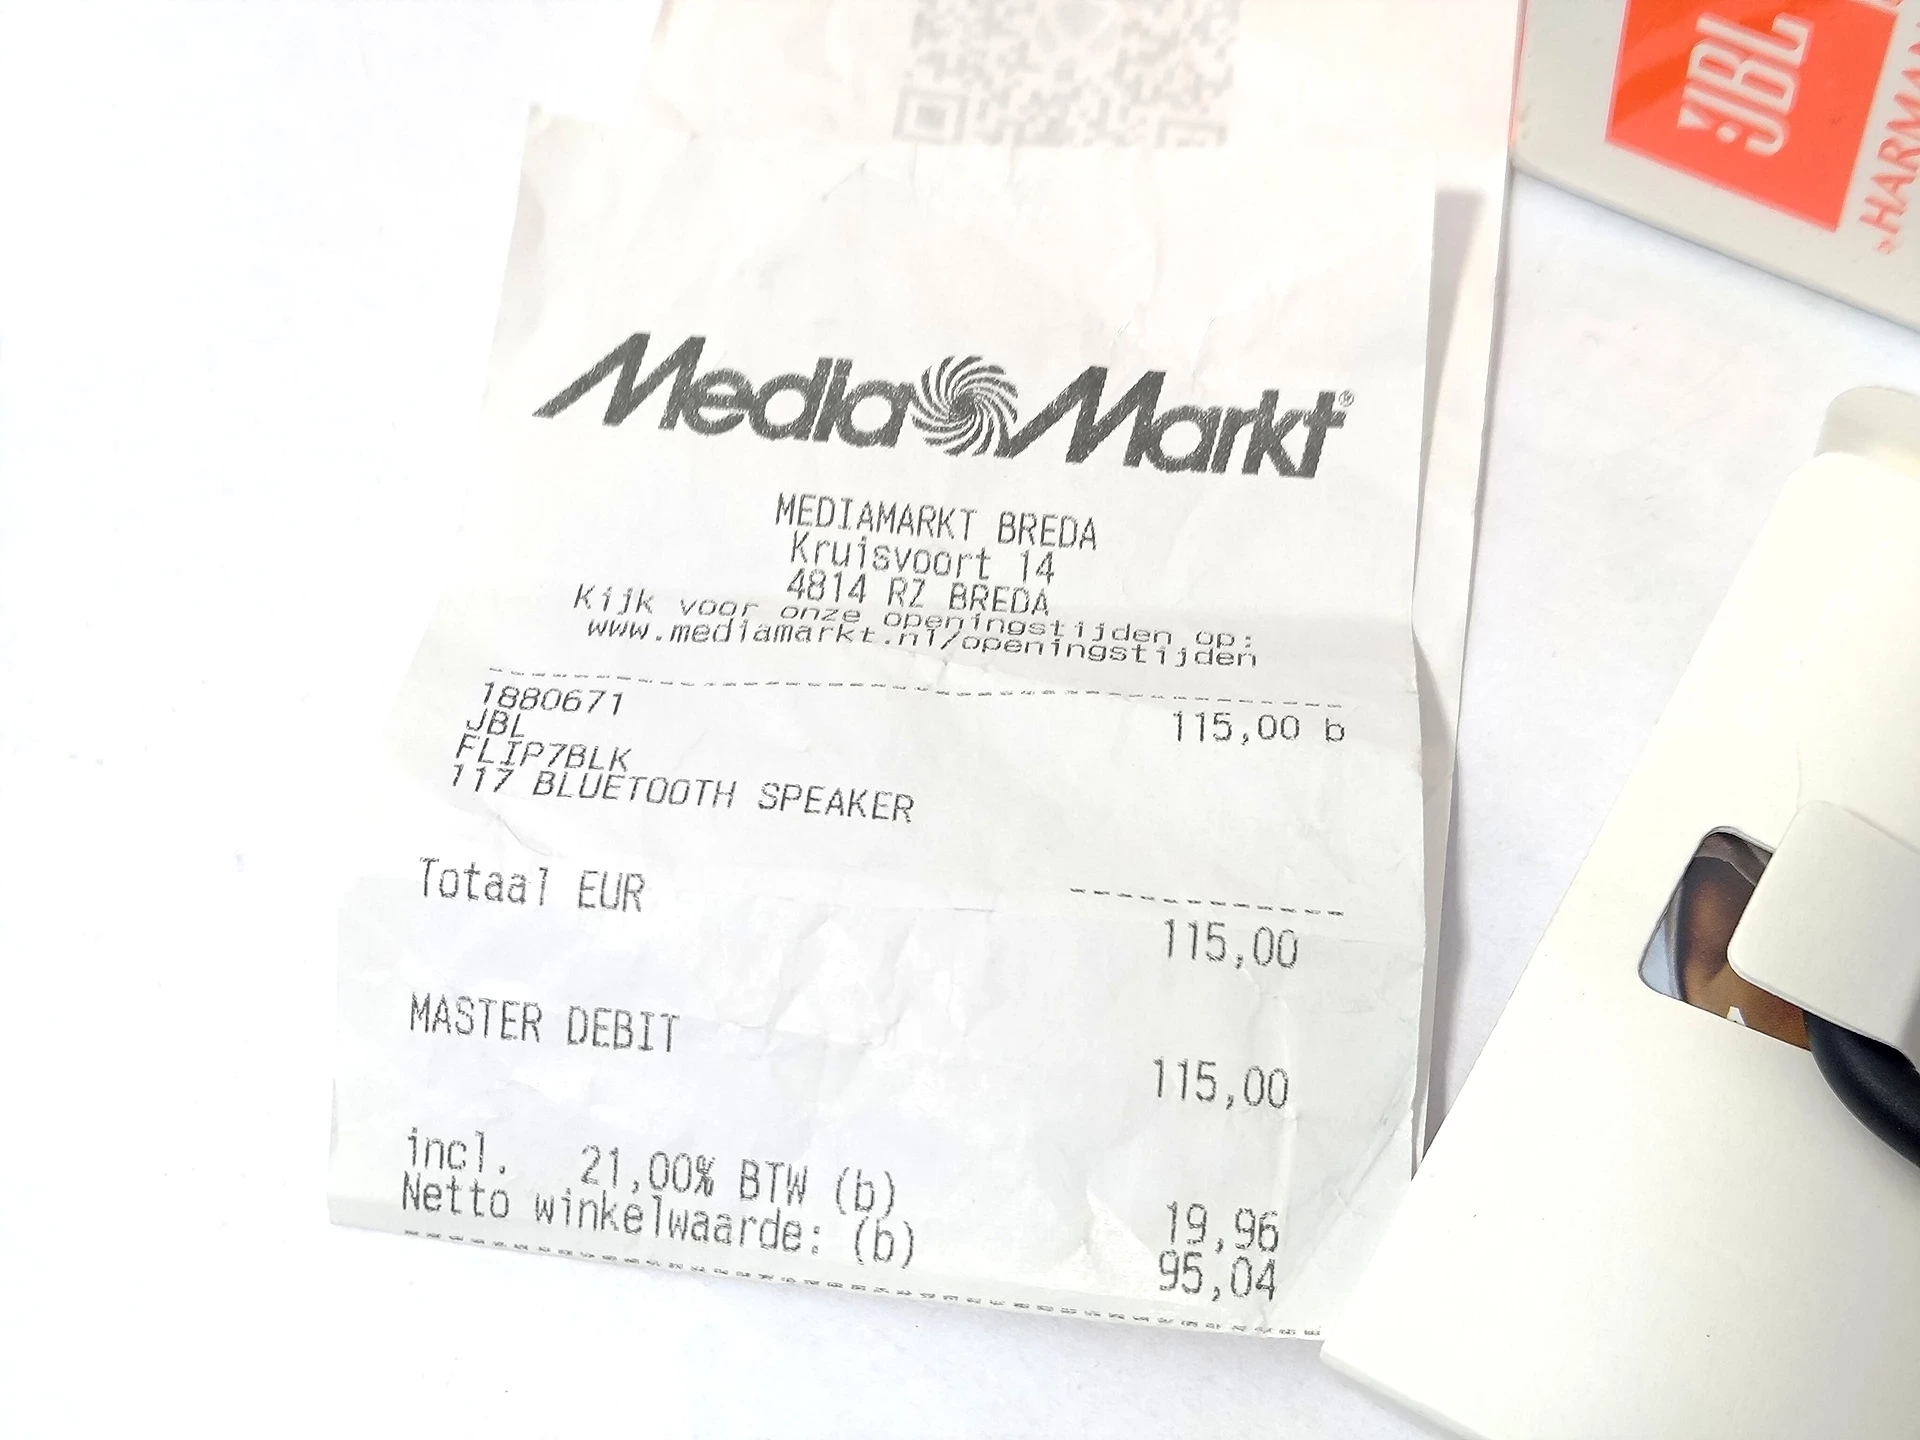 MediaMarkt®
MEDIAMARKT BREDA
Kruisvoort 14
4814 RZ BREDA
Kijk voor onze openingstijden op:
www.mediamarkt.nl/openingstijden
1880671 115,00 b
JBL
FLIP7BLK
117 BLUETOOTH SPEAKER
Totaal EUR 115,00
MASTER DEBIT 115,00
incl. 21,00% BTW (b) 19,96
Netto winkelwaarde: (b) 95,04
JBL
HARMAN